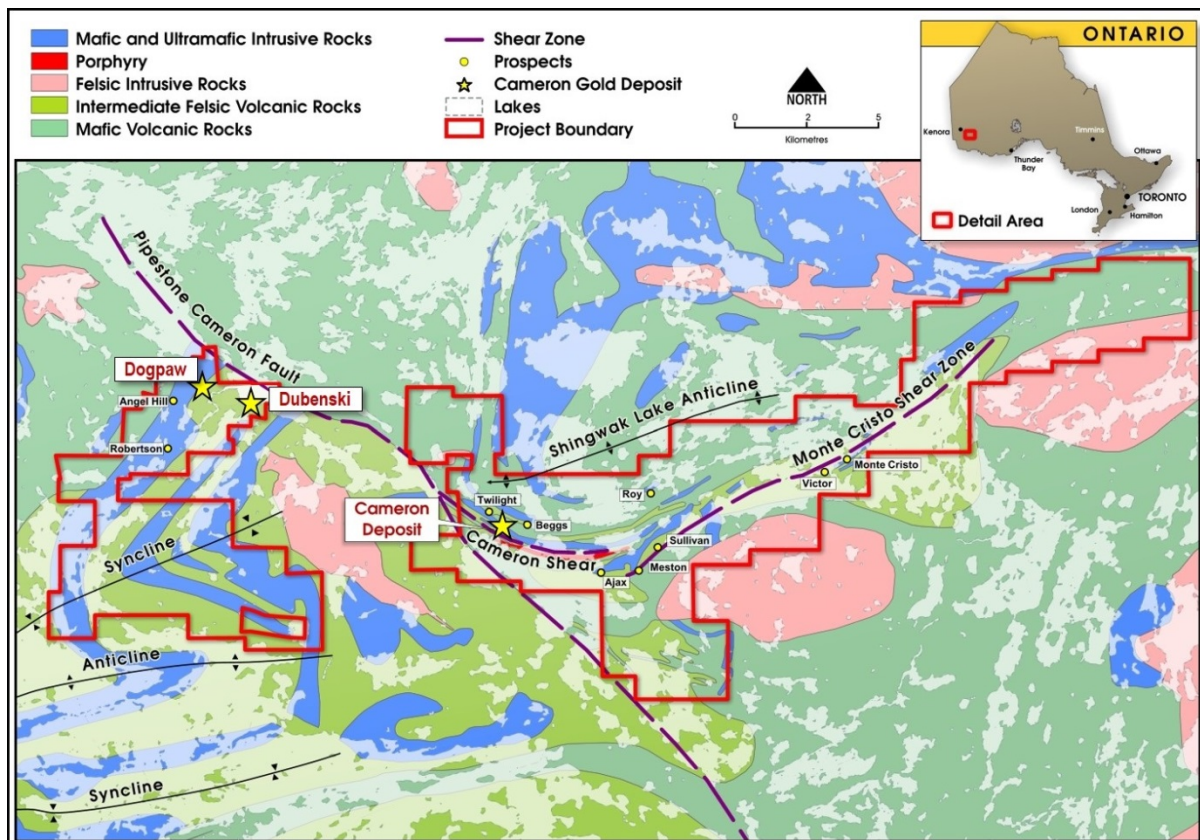 Mafic and Ultramafic Intrusive Rocks
Porphyry
Felsic Intrusive Rocks
Intermediate Felsic Volcanic Rocks
Mafic Volcanic Rocks
Shear Zone
Prospects
Cameron Gold Deposit
Lakes
Project Boundary
NORTH
0 2 5
Kilometres
ONTARIO
Kenora
Timmins
Thunder
Bay
Ottawa
TORONTO
London
Hamilton
Detail Area
Pipestone Cameron Fault
Dogpaw
Angel Hill
Dubenski
Robertson
Shingwak Lake Anticline
Monte Cristo Shear Zone
Monte Cristo
Victor
Roy
Twilight
Cameron
Deposit
Beggs
Cameron Shear
Sullivan
Meston
Ajax
Syncline
Anticline
Syncline